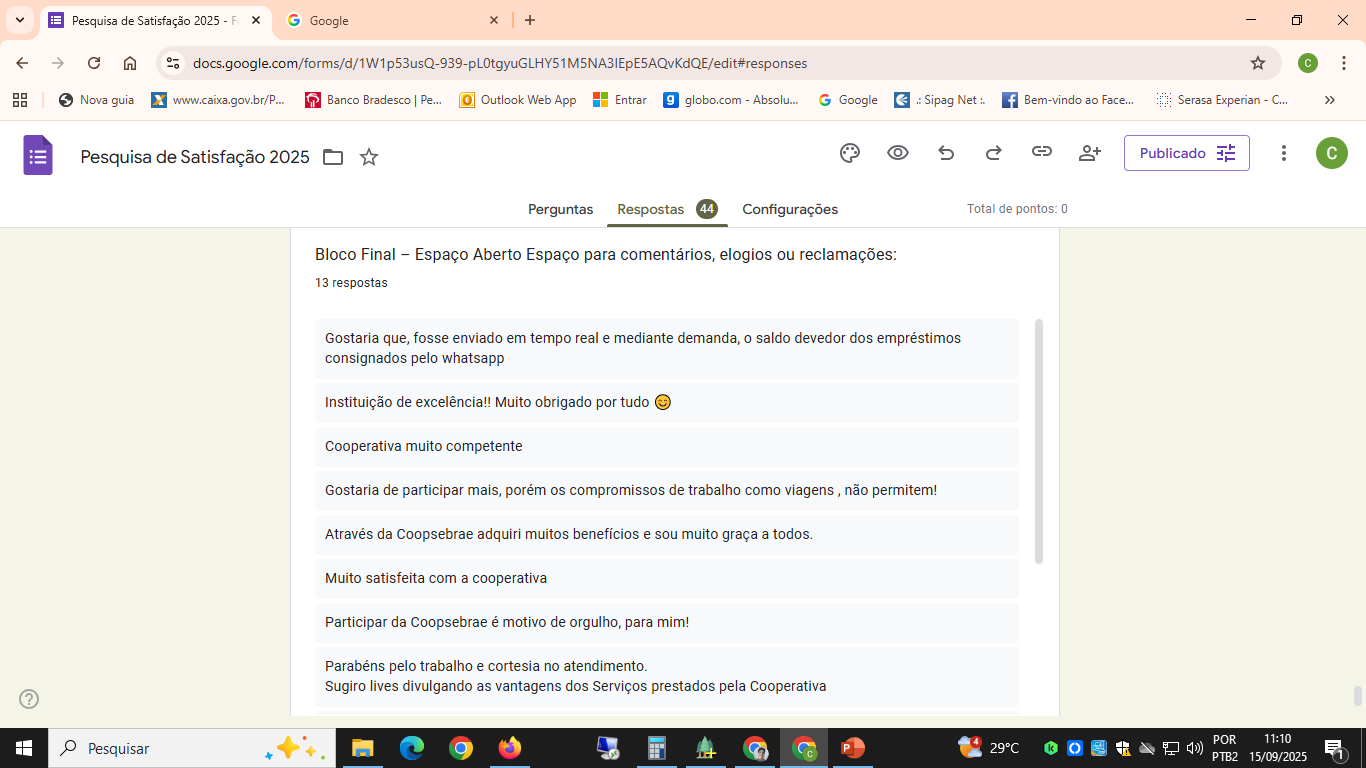 Pesquisa de Satisfação 2025 - F
Google
docs.google.com/forms/d/1W1p53usQ-939-pL0tgyuGLHY51M5NA3IEpE5AQvKdQE/edit#responses
C
Nova guia
www.caixa.gov.br/P...
Banco Bradesco | Pe...
Outlook Web App
Entrar
globo.com - Absolu...
Google
.: Sipag Net :.
Bem-vindo ao Face...
Serasa Experian - C...
Pesquisa de Satisfação 2025
Publicado
C
Perguntas
Respostas 44
Configurações
Total de pontos: 0
Bloco Final – Espaço Aberto Espaço para comentários, elogios ou reclamações:
13 respostas
Gostaria que, fosse enviado em tempo real e mediante demanda, o saldo devedor dos empréstimos
consignados pelo whatsapp
Instituição de excelência!! Muito obrigado por tudo 😊
Cooperativa muito competente
Gostaria de participar mais, porém os compromissos de trabalho como viagens , não permitem!
Através da Coopsebrae adquiri muitos benefícios e sou muito graça a todos.
Muito satisfeita com a cooperativa
Participar da Coopsebrae é motivo de orgulho, para mim!
Parabéns pelo trabalho e cortesia no atendimento.
Sugiro lives divulgando as vantagens dos Serviços prestados pela Cooperativa
Pesquisar
4
29°C
POR
PTB2
11:10
15/09/2025
1